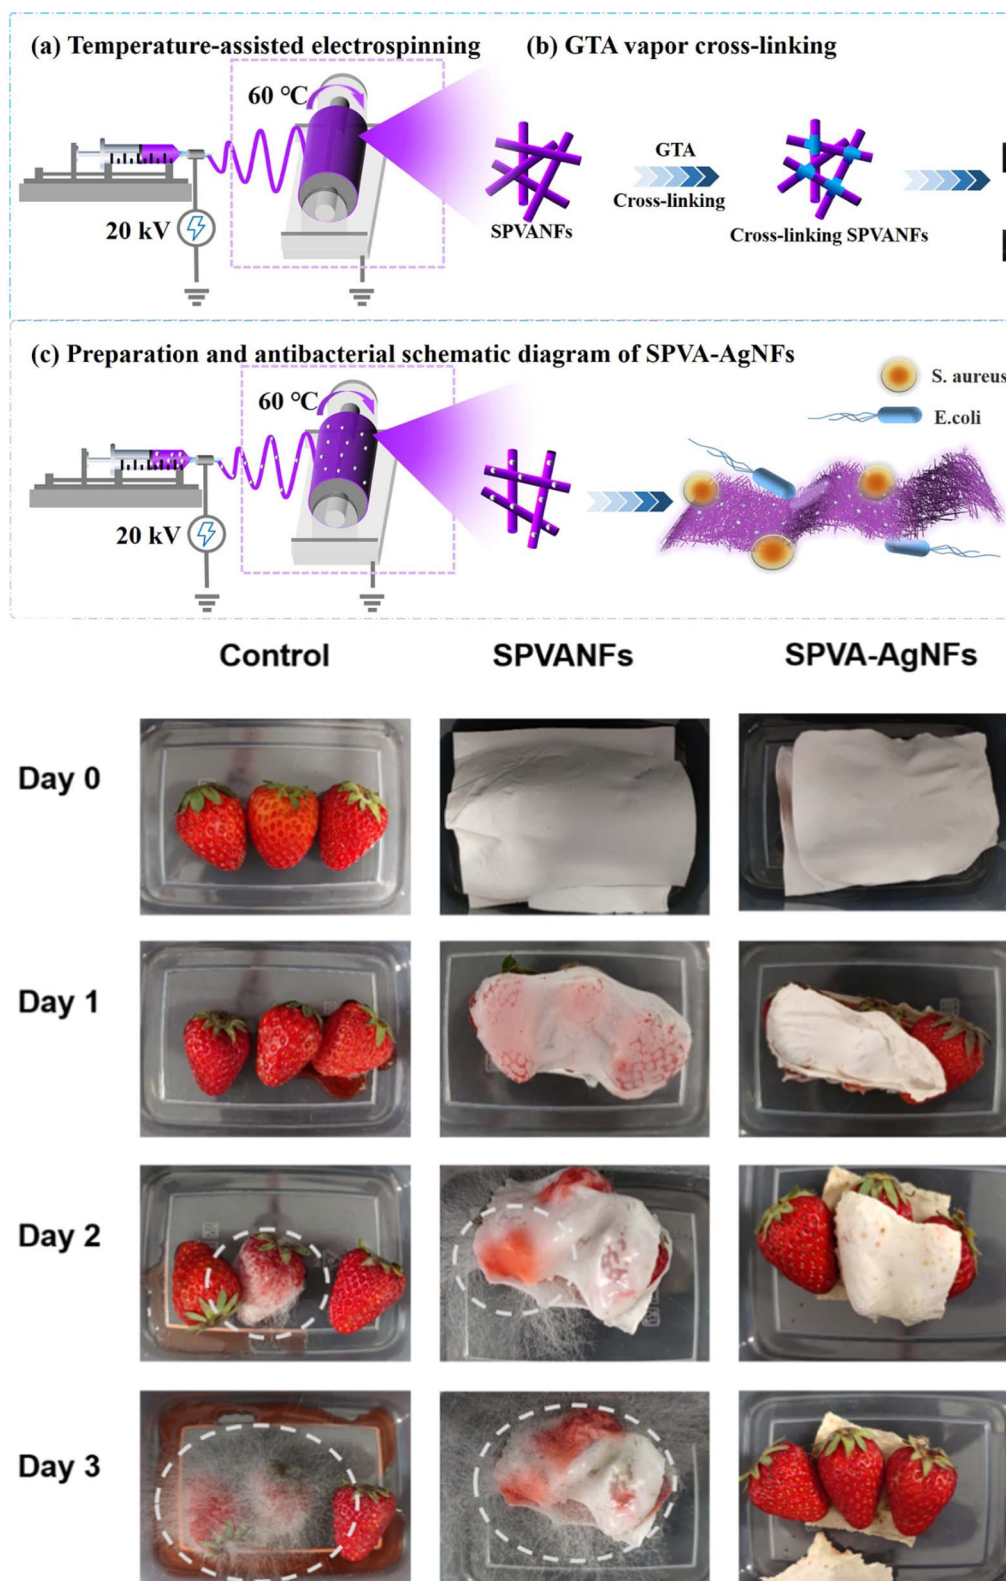 (a) Temperature-assisted electrospinning
(b) GTA vapor cross-linking
60 ℃
20 kV
SPVANFs
GTA
Cross-linking
Cross-linking SPVANFs
(c) Preparation and antibacterial schematic diagram of SPVA-AgNFs
60 ℃
20 kV
S. aureus
E.coli
Control
SPVANFs
SPVA-AgNFs
Day 0
Day 1
Day 2
Day 3